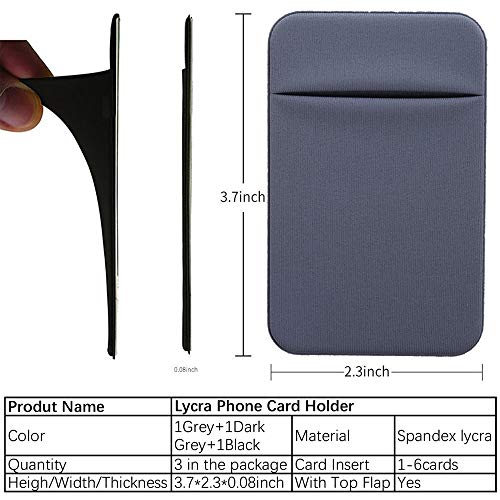 3.7inch
0.08inch
2.3inch
Produt Name Lycra Phone Card Holder
Color 1Grey+1Dark Grey+1Black Material Spandex lycra
Quantity 3 in the package Card Insert 1-6cards
Heigh/Width/Thickness 3.7*2.3*0.08inch With Top Flap Yes